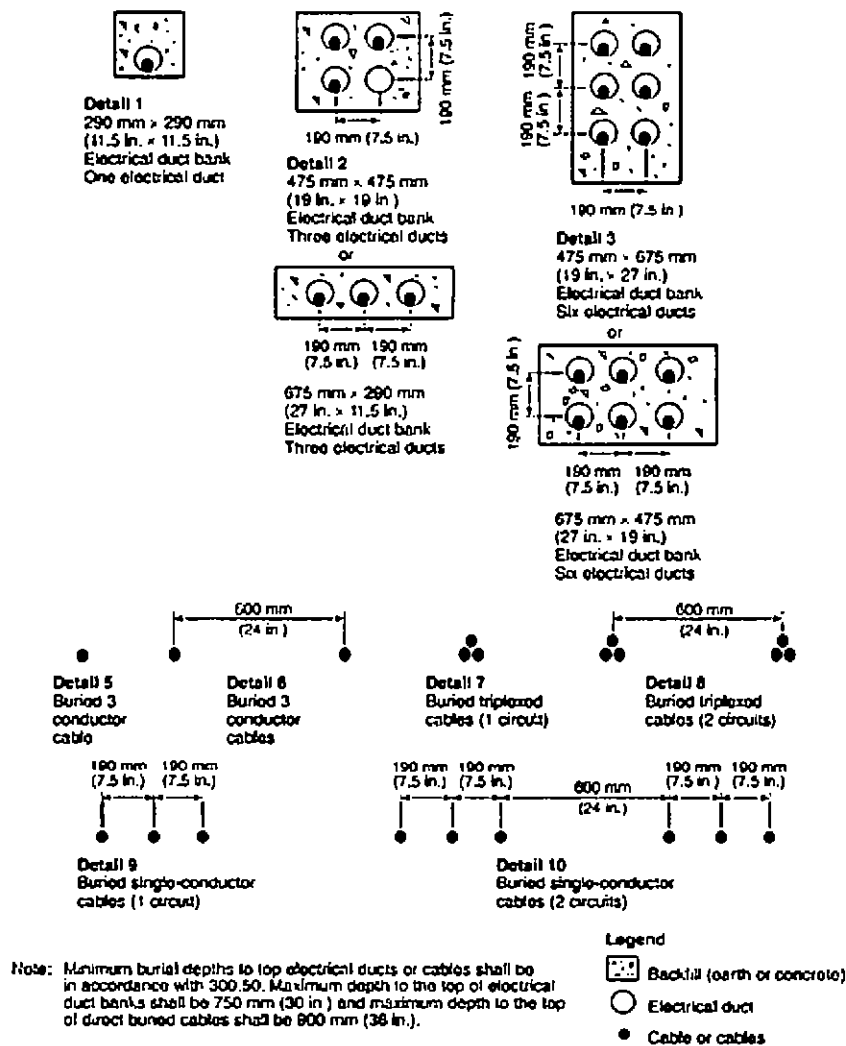 Detail 1
290 mm × 290 mm
(11.5 in. × 11.5 in.)
Electrical duct bank
One electrical duct
190 mm
(7.5 in.)
190 mm (7.5 in.)
Detail 2
475 mm × 475 mm
(19 in. × 19 in.)
Electrical duct bank
Three electrical ducts
or
190 mm 190 mm
(7.5 in.) (7.5 in.)
675 mm × 290 mm
(27 in. × 11.5 in.)
Electrical duct bank
Three electrical ducts
190 mm
(7.5 in.)
190 mm
(7.5 in.)
190 mm (7.5 in.)
Detail 3
475 mm × 675 mm
(19 in. × 27 in.)
Electrical duct bank
Six electrical ducts
or
190 mm (7.5 in.)
190 mm 190 mm
(7.5 in.) (7.5 in.)
675 mm × 475 mm
(27 in. × 19 in.)
Electrical duct bank
Six electrical ducts
600 mm
(24 in.)
600 mm
(24 in.)
Detail 5
Buried 3
conductor
cable
Detail 6
Buried 3
conductor
cables
Detail 7
Buried triplexed
cables (1 circuit)
Detail 8
Buried triplexed
cables (2 circuits)
190 mm 190 mm
(7.5 in.) (7.5 in.)
Detail 9
Buried single-conductor
cables (1 circuit)
190 mm 190 mm
(7.5 in.) (7.5 in.)
600 mm
(24 in.)
190 mm 190 mm
(7.5 in.) (7.5 in.)
Detail 10
Buried single-conductor
cables (2 circuits)
Note: Minimum burial depths to top electrical ducts or cables shall be
in accordance with 300.50. Maximum depth to the top of electrical
duct banks shall be 750 mm (30 in.) and maximum depth to the top
of direct buried cables shall be 900 mm (36 in.).
Legend
Backfill (earth or concrete)
Electrical duct
Cable or cables